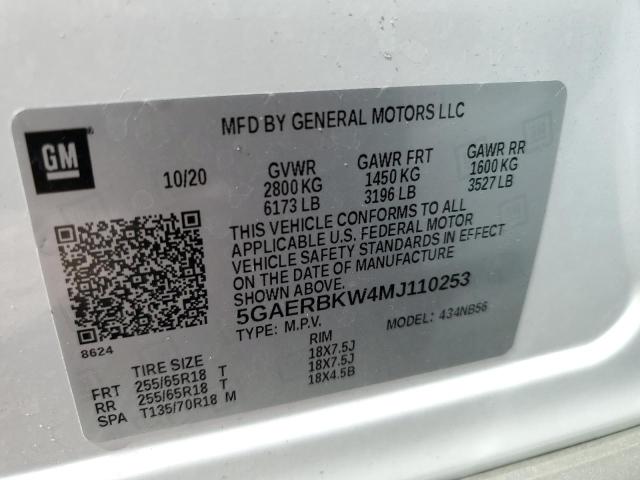 MFD BY GENERAL MOTORS LLC
GM
10/20
GVWR
2800 KG
6173 LB
GAWR FRT
1450 KG
3196 LB
GAWR RR
1600 KG
3527 LB
THIS VEHICLE CONFORMS TO ALL
APPLICABLE U.S. FEDERAL MOTOR
VEHICLE SAFETY STANDARDS IN EFFECT
ON THE DATE OF MANUFACTURE
SHOWN ABOVE
5GAERBKW4MJ110253
TYPE: M.P.V. MODEL: 434NB56
8624
TIRE SIZE RIM
FRT 255/65R18 T 18X7.5J
RR 255/65R18 T 18X7.5J
SPA T135/70R18 M 18X4.5B